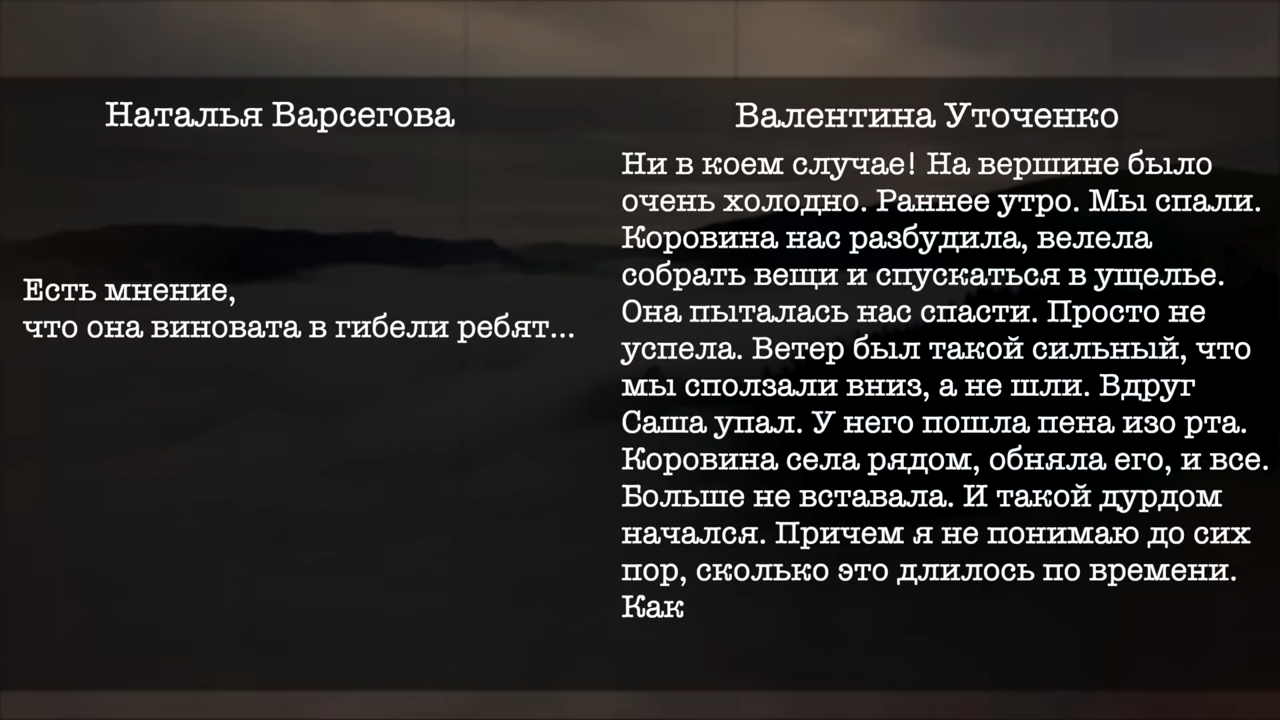 Наталья Варсегова
Есть мнение,
что она виновата в гибели ребят...
Валентина Уточенко
Ни в коем случае! На вершине было
очень холодно. Раннее утро. Мы спали.
Коровина нас разбудила, велела
собрать вещи и спускаться в ущелье.
Она пыталась нас спасти. Просто не
успела. Ветер был такой сильный, что
мы сползали вниз, а не шли. Вдруг
Саша упал. У него пошла пена изо рта.
Коровина села рядом, обняла его, и все.
Больше не вставала. И такой дурдом
начался. Причем я не понимаю до сих
пор, сколько это длилось по времени.
Как